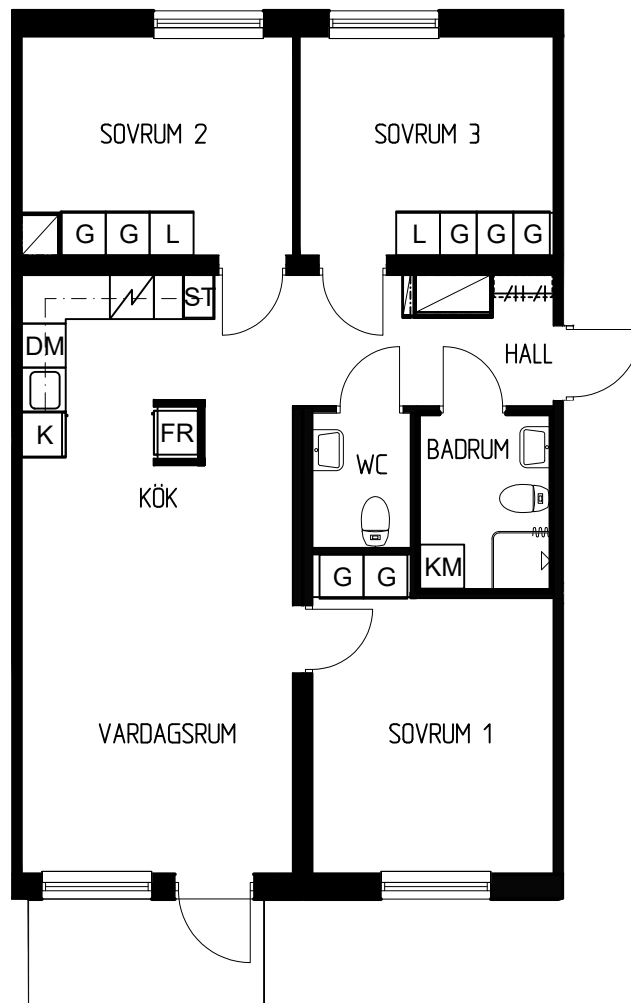 SOVRUM 2
SOVRUM 3
G G L
L G G G
ST
DM
HALL
K
FR
WC
BADRUM
KÖK
G G
KM
VARDAGSRUM
SOVRUM 1